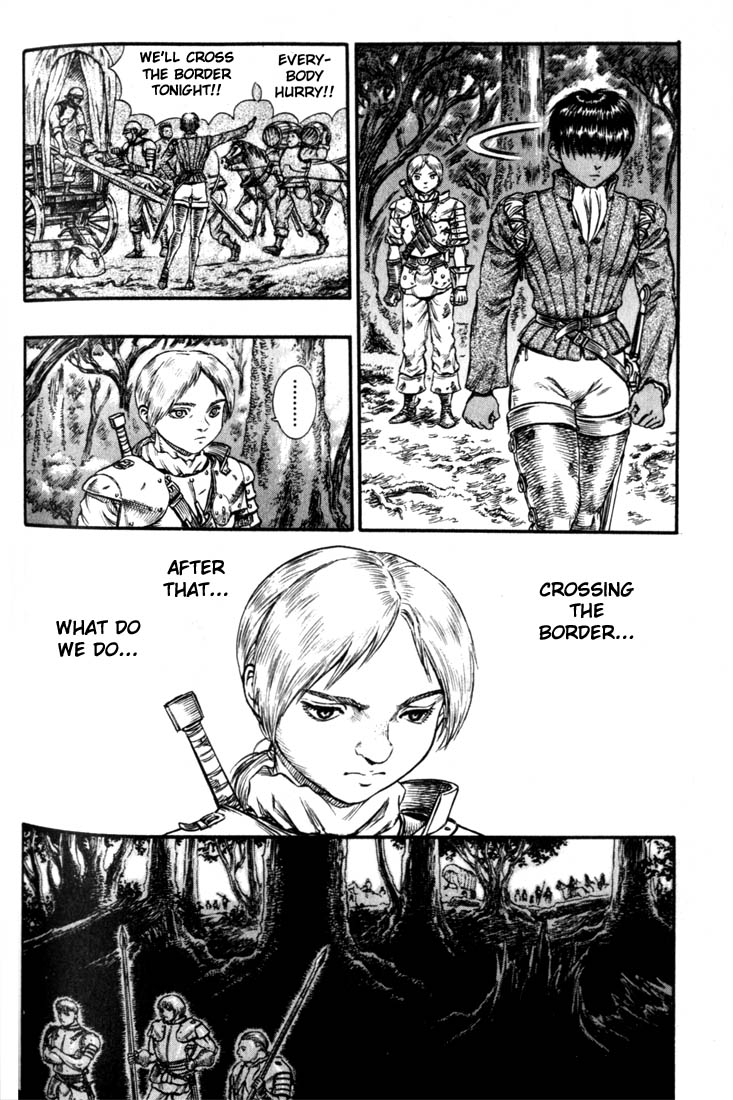 EVERY-
BODY
HURRY!!
WE'LL CROSS
THE BORDER
TONIGHT!!
........
CROSSING
THE
BORDER...
AFTER
THAT...
WHAT DO
WE DO...